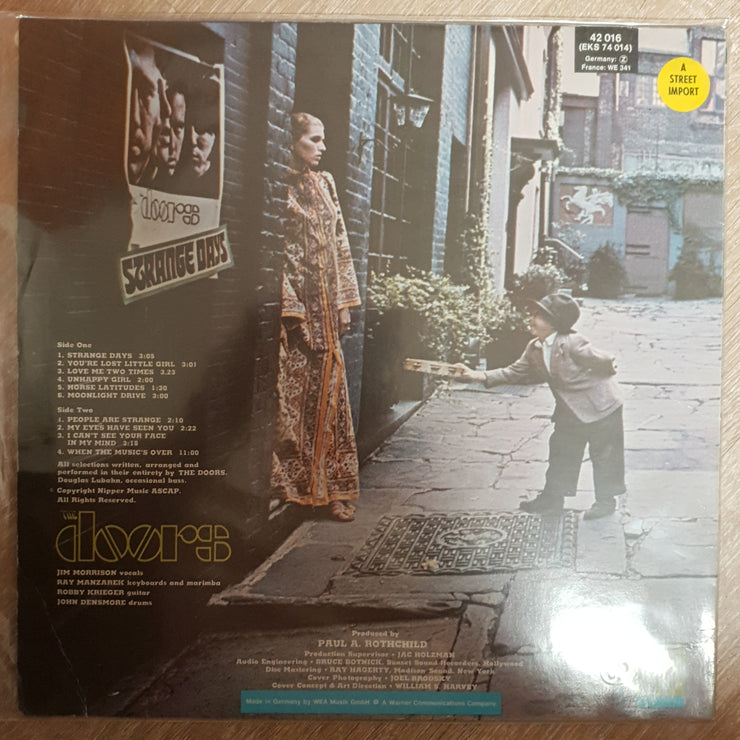 42 016
(EKS 74 014)
Germany: Z
France: WE 341
A
STREET
IMPORT
doors
STRANGE DAYS
Side One
1. STRANGE DAYS 3:05
2. YOU'RE LOST LITTLE GIRL 3:01
3. LOVE ME TWO TIMES 3:23
4. UNHAPPY GIRL 2:00
5. HORSE LATITUDES 1:30
6. MOONLIGHT DRIVE 3:00
Side Two
1. PEOPLE ARE STRANGE 2:10
2. MY EYES HAVE SEEN YOU 2:22
3. I CAN'T SEE YOUR FACE
IN MY MIND 3:18
4. WHEN THE MUSIC'S OVER 11:00
All selections written, arranged and
performed in their entirety by THE DOORS.
Douglas Lubahn, occasional bass.
Copyright Nipper Music ASCAP.
All Rights Reserved.
THE
doors
JIM MORRISON vocals
RAY MANZAREK keyboards and marimba
ROBBY KRIEGER guitar
JOHN DENSMORE drums
Produced by
PAUL A. ROTHCHILD
Production Supervisor • JAC HOLZMAN
Audio Engineering • BRUCE BOTNICK, Sunset Sound Recorders, Hollywood
Disc Mastering • RAY HAGERTY, Madison Sound, New York
Cover Photography • JOEL BRODSKY
Cover Concept & Art Direction • WILLIAM S. HARVEY
Made in Germany by WEA Musik GmbH A Warner Communications Company